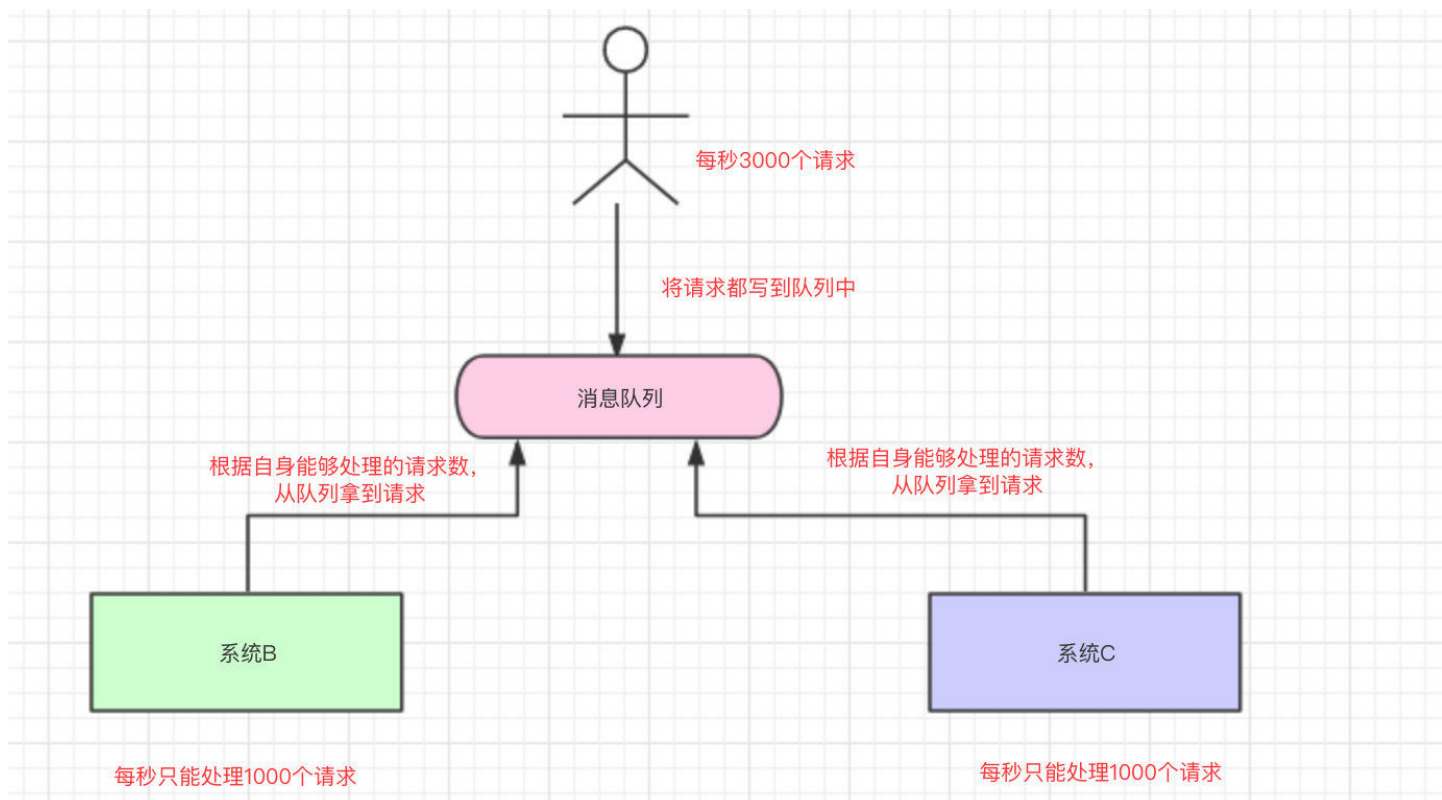 每秒3000个请求
将请求都写到队列中
消息队列
根据自身能够处理的请求数，
从队列拿到请求
根据自身能够处理的请求数，
从队列拿到请求
系统B
系统C
每秒只能处理1000个请求
每秒只能处理1000个请求